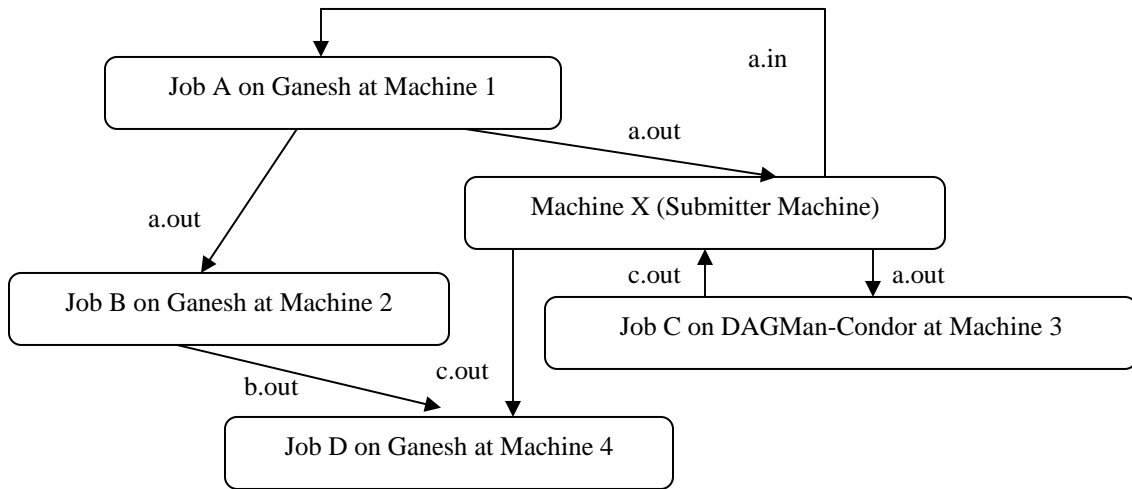 a.in
Job A on Ganesh at Machine 1
a.out
Machine X (Submitter Machine)
a.out
c.out
a.out
Job B on Ganesh at Machine 2
Job C on DAGMan-Condor at Machine 3
b.out
c.out
Job D on Ganesh at Machine 4